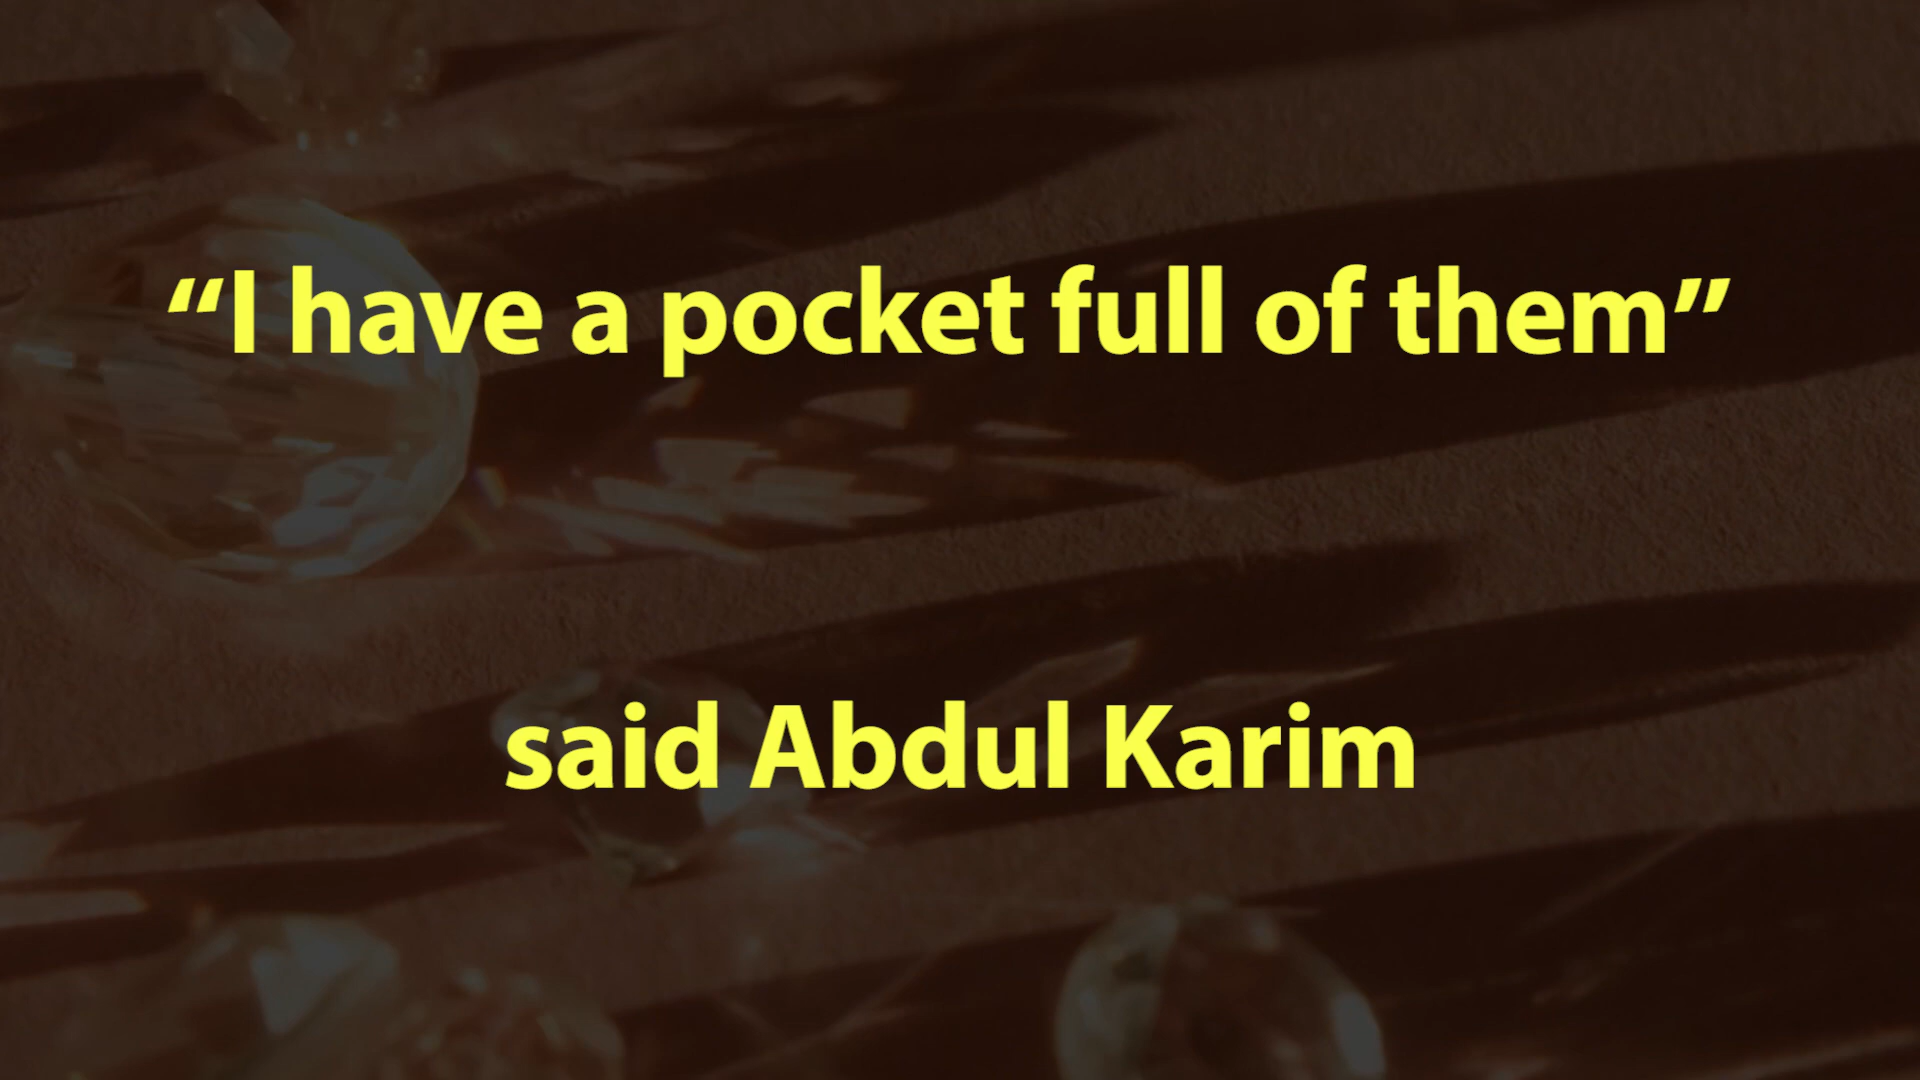 “I have a pocket full of them”
said Abdul Karim